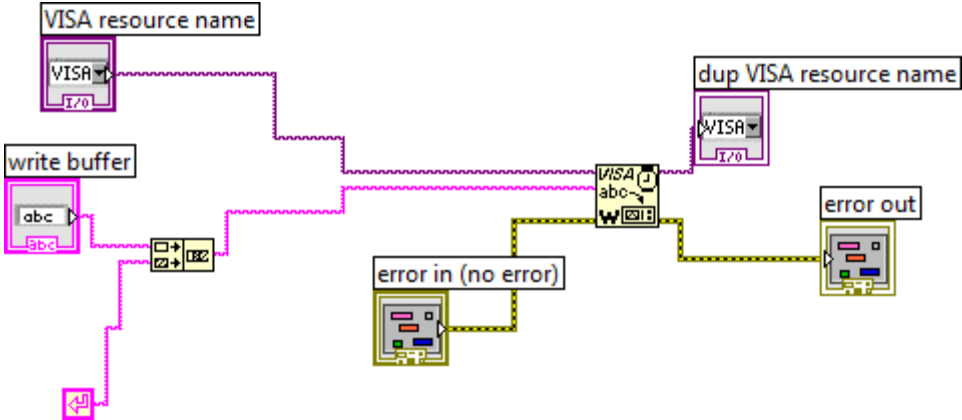 VISA resource name
VISA
I/O
dup VISA resource name
VISA
I/O
write buffer
abc
abc
VISA
abc
W
error out
error in (no error)